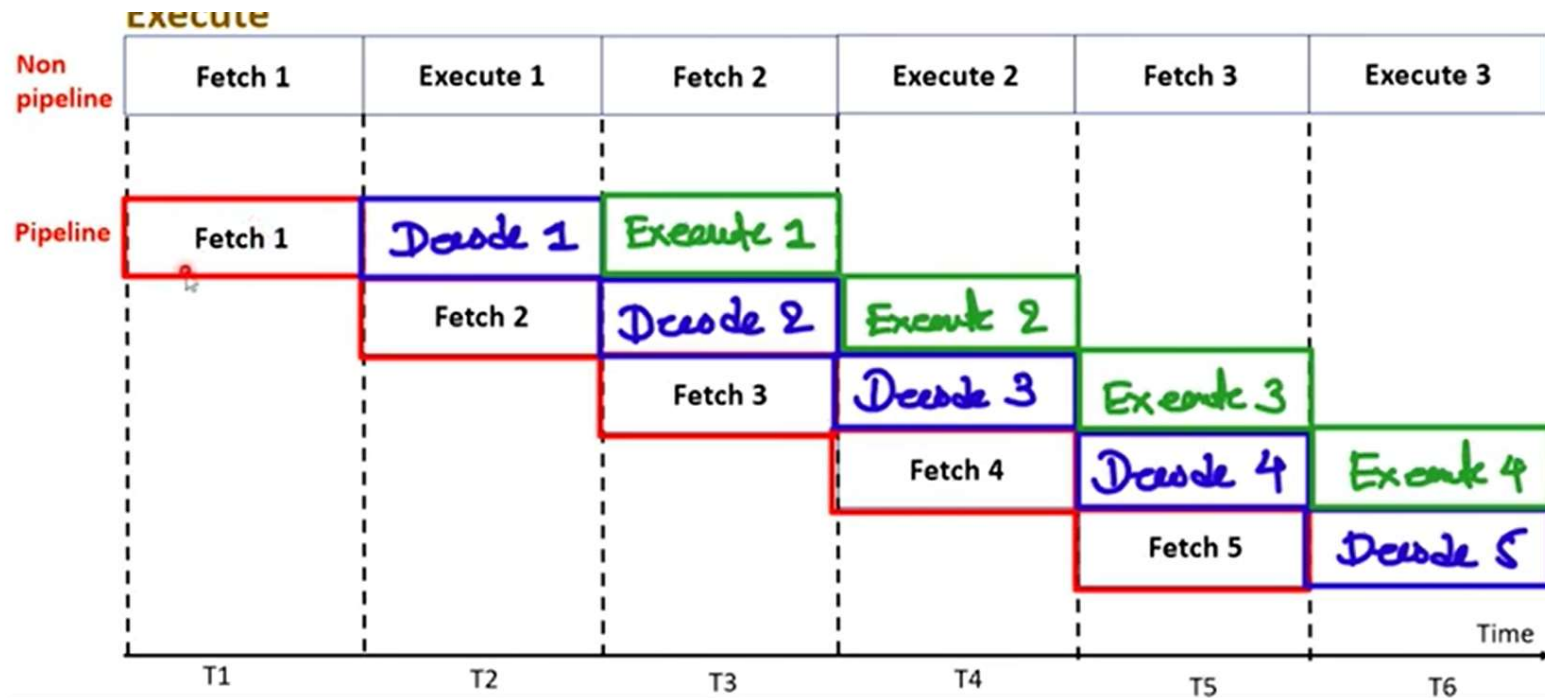 Execute
Non pipeline Fetch 1 Execute 1 Fetch 2 Execute 2 Fetch 3 Execute 3
Pipeline Fetch 1 Decode 1 Execute 1
Fetch 2 Decode 2 Execute 2
Fetch 3 Decode 3 Execute 3
Fetch 4 Decode 4 Execute 4
Fetch 5 Decode 5
Time
T1 T2 T3 T4 T5 T6